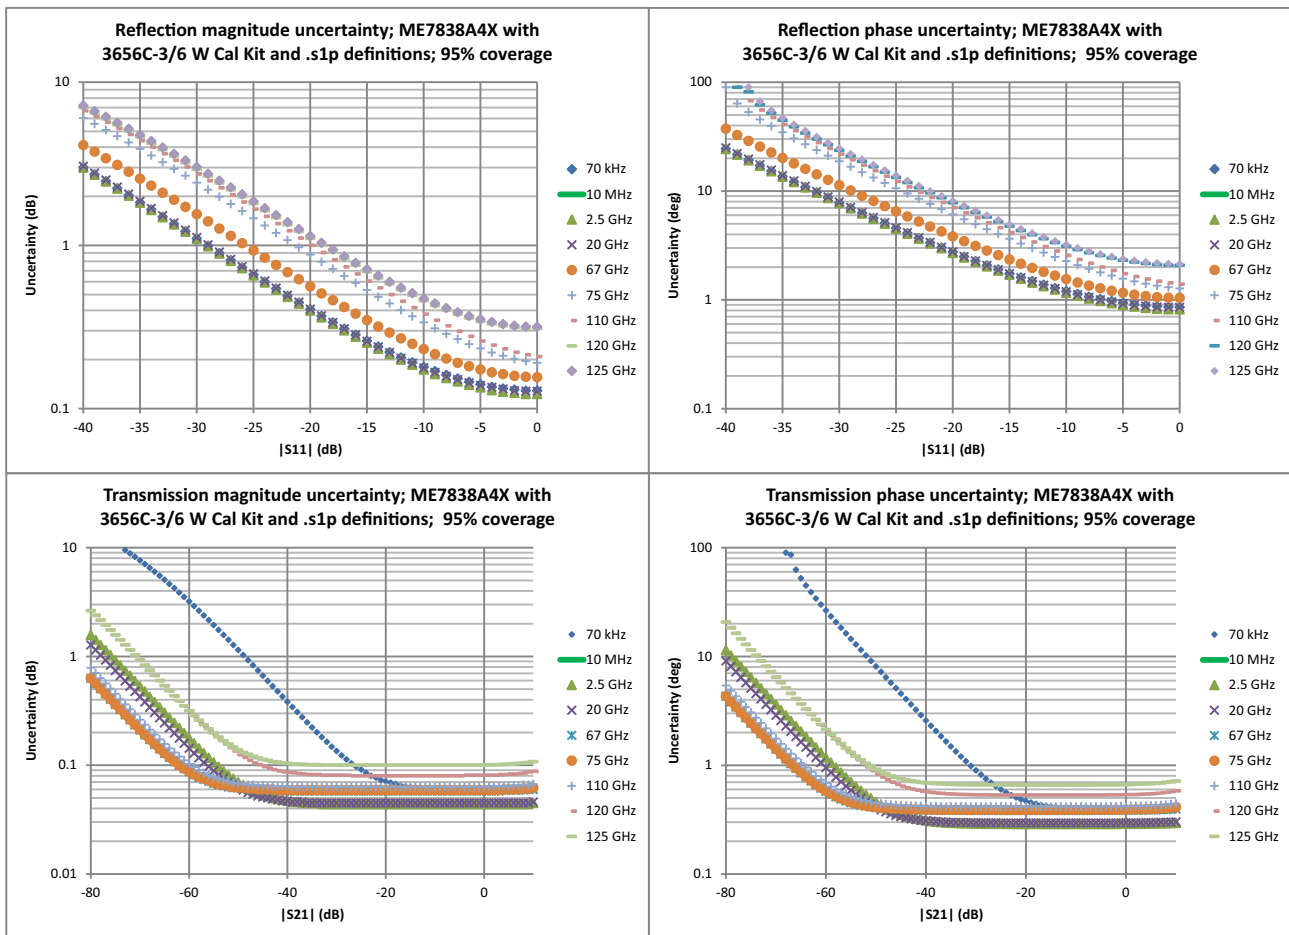 Reflection magnitude uncertainty; ME7838A4X with
3656C-3/6 W Cal Kit and .s1p definitions; 95% coverage
10
1
0.1
Uncertainty (dB)
-40 -35 -30 -25 -20 -15 -10 -5 0
|S11| (dB)
70 kHz
10 MHz
2.5 GHz
20 GHz
67 GHz
75 GHz
110 GHz
120 GHz
125 GHz
Reflection phase uncertainty; ME7838A4X with
3656C-3/6 W Cal Kit and .s1p definitions; 95% coverage
100
10
1
0.1
Uncertainty (deg)
-40 -35 -30 -25 -20 -15 -10 -5 0
|S11| (dB)
70 kHz
10 MHz
2.5 GHz
20 GHz
67 GHz
75 GHz
110 GHz
120 GHz
125 GHz
Transmission magnitude uncertainty; ME7838A4X with
3656C-3/6 W Cal Kit and .s1p definitions; 95% coverage
10
1
0.1
0.01
Uncertainty (dB)
-80 -60 -40 -20 0
|S21| (dB)
70 kHz
10 MHz
2.5 GHz
20 GHz
67 GHz
75 GHz
110 GHz
120 GHz
125 GHz
Transmission phase uncertainty; ME7838A4X with
3656C-3/6 W Cal Kit and .s1p definitions; 95% coverage
100
10
1
0.1
Uncertainty (deg)
-80 -60 -40 -20 0
|S21| (dB)
70 kHz
10 MHz
2.5 GHz
20 GHz
67 GHz
75 GHz
110 GHz
120 GHz
125 GHz